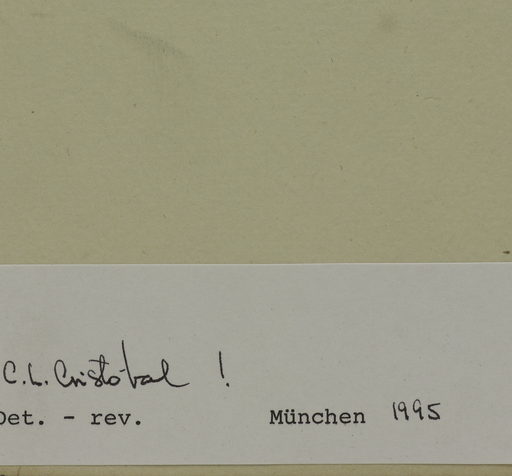 C.L. Cristóbal !
Det. - rev. München 1995